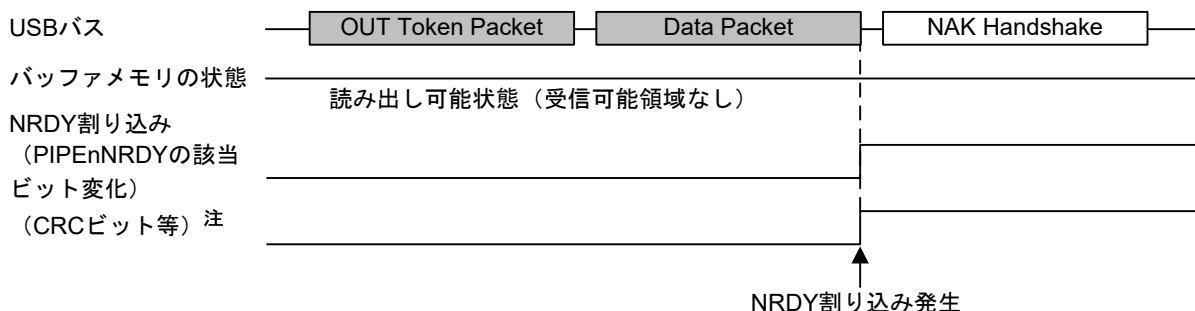 USBバス
OUT Token Packet
Data Packet
NAK Handshake
バッファメモリの状態
読み出し可能状態（受信可能領域なし）
NRDY割り込み
（PIPEnNRDYの該当
ビット変化）
（CRCビット等）注
NRDY割り込み発生